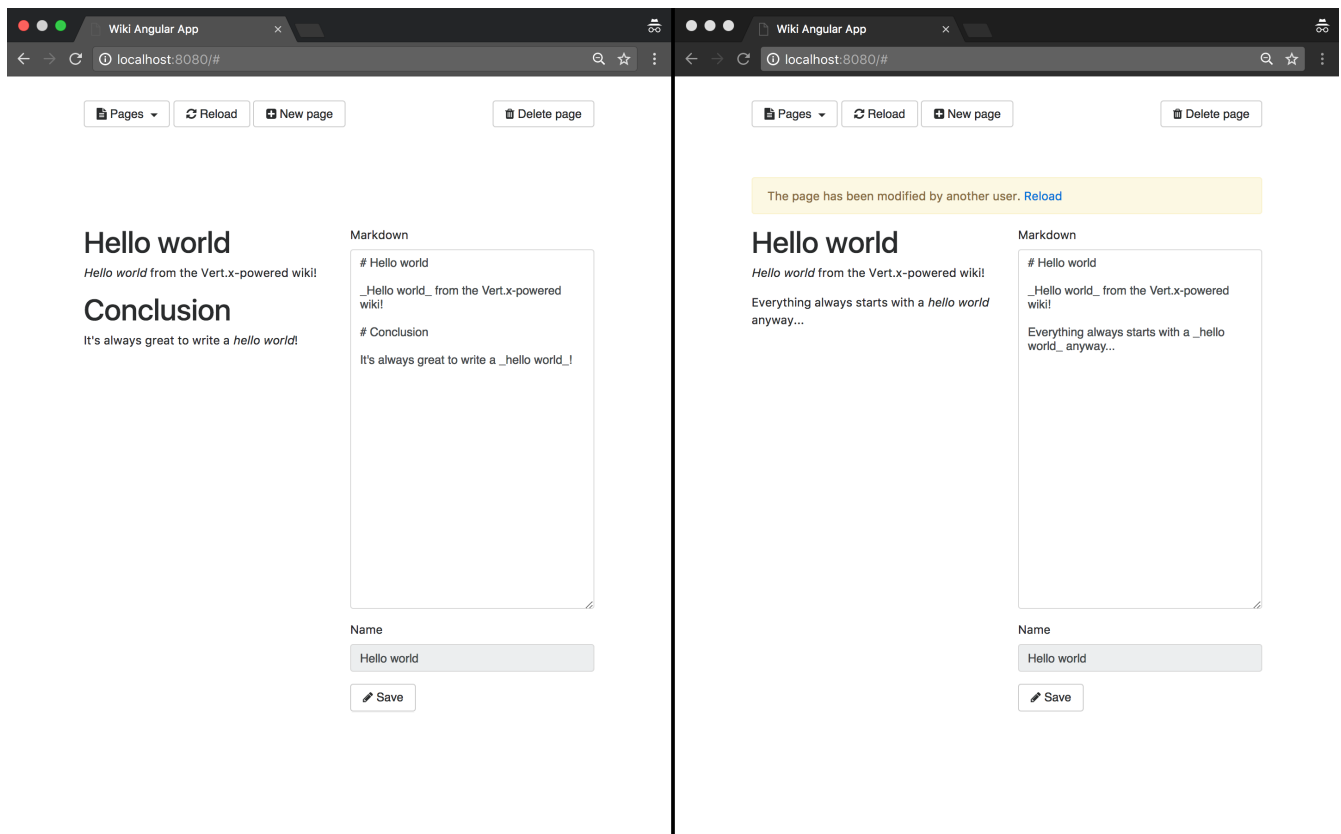 Wiki Angular App
localhost:8080/#
Pages
Reload
New page
Delete page
Hello world
Hello world from the Vert.x-powered wiki!
Conclusion
It's always great to write a hello world!
Markdown
# Hello world
_Hello world_ from the Vert.x-powered
wiki!
# Conclusion
It's always great to write a _hello world_!
Name
Hello world
Save
Wiki Angular App
localhost:8080/#
Pages
Reload
New page
Delete page
The page has been modified by another user. Reload
Hello world
Hello world from the Vert.x-powered wiki!
Everything always starts with a hello world
anyway...
Markdown
# Hello world
_Hello world_ from the Vert.x-powered
wiki!
Everything always starts with a _hello
world_ anyway...
Name
Hello world
Save